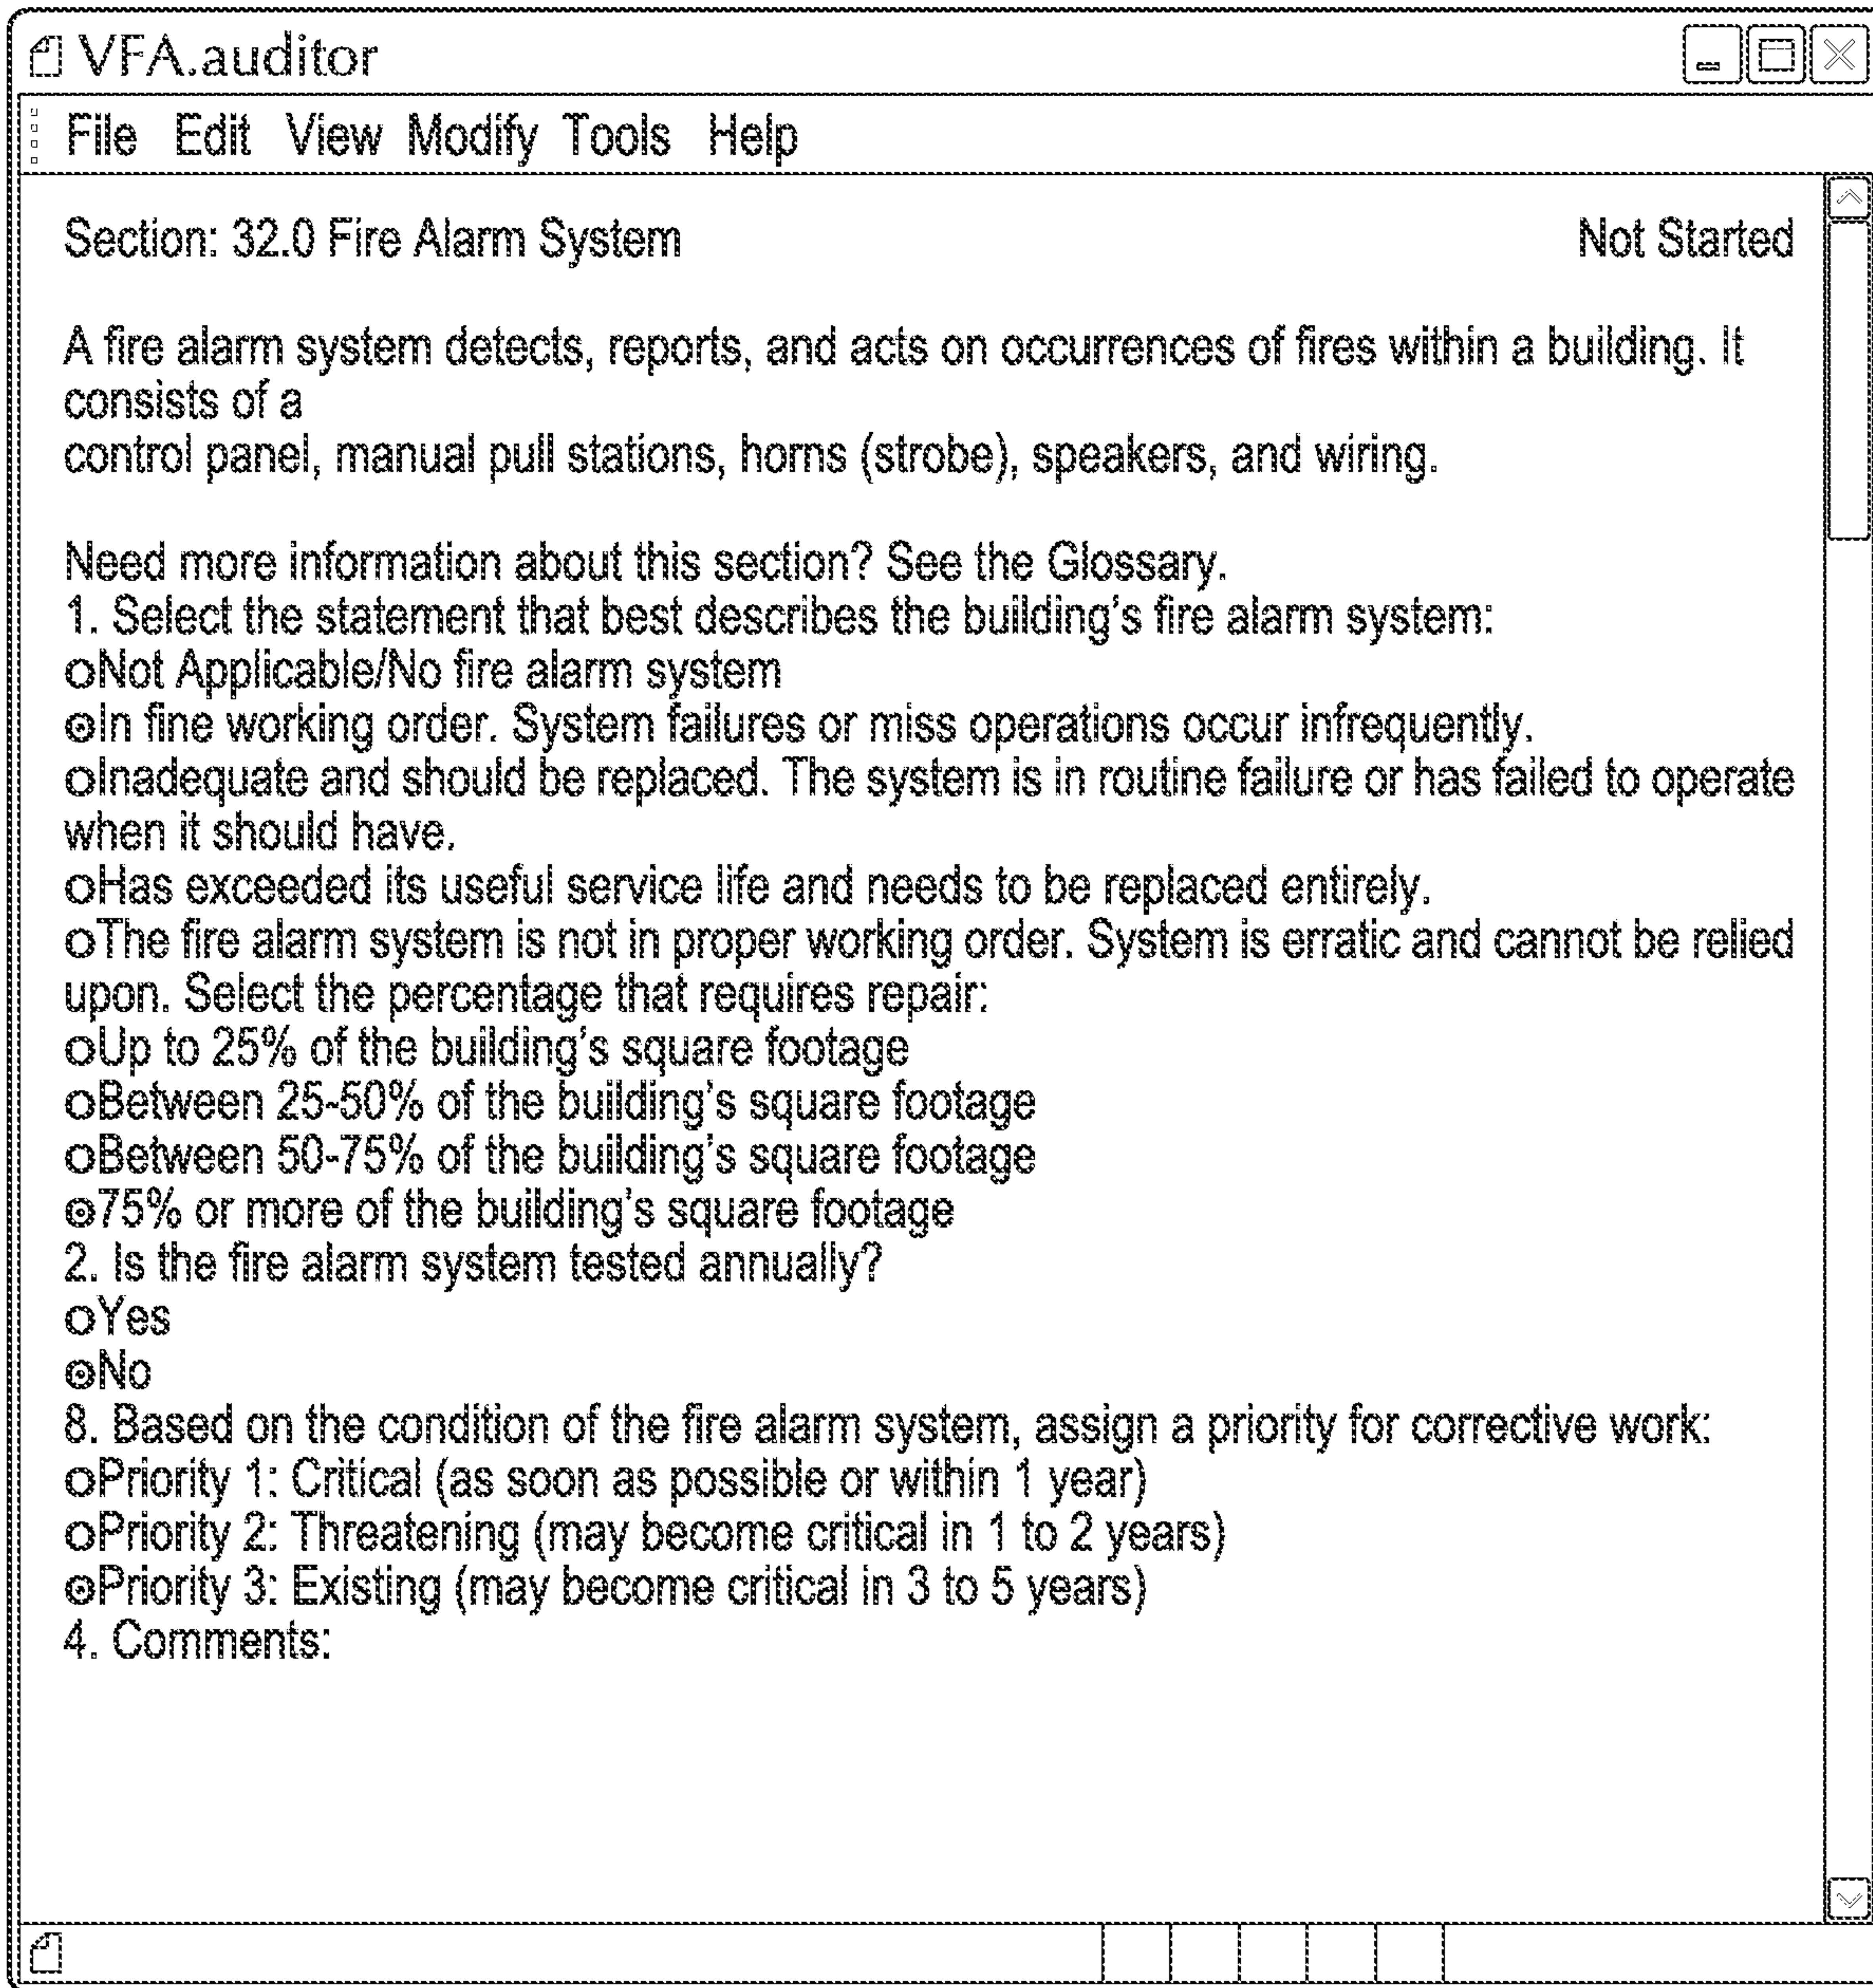 VFA.auditor
File Edit View Modify Tools Help
Section: 32.0 Fire Alarm System Not Started
A fire alarm system detects, reports, and acts on occurrences of fires within a building. It
consists of a
control panel, manual pull stations, horns (strobe), speakers, and wiring.
Need more information about this section? See the Glossary.
1. Select the statement that best describes the building's fire alarm system:
○Not Applicable/No fire alarm system
⊙In fine working order. System failures or miss operations occur infrequently.
○Inadequate and should be replaced. The system is in routine failure or has failed to operate
when it should have.
○Has exceeded its useful service life and needs to be replaced entirely.
○The fire alarm system is not in proper working order. System is erratic and cannot be relied
upon. Select the percentage that requires repair:
○Up to 25% of the building's square footage
○Between 25-50% of the building's square footage
○Between 50-75% of the building's square footage
⊙75% or more of the building's square footage
2. Is the fire alarm system tested annually?
○Yes
⊙No
8. Based on the condition of the fire alarm system, assign a priority for corrective work:
○Priority 1: Critical (as soon as possible or within 1 year)
○Priority 2: Threatening (may become critical in 1 to 2 years)
⊙Priority 3: Existing (may become critical in 3 to 5 years)
4. Comments: